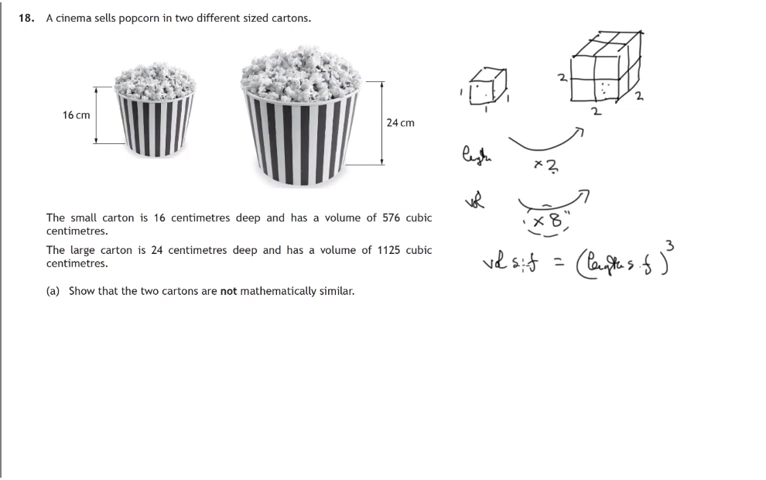 18. A cinema sells popcorn in two different sized cartons.
16 cm
24 cm
The small carton is 16 centimetres deep and has a volume of 576 cubic
centimetres.
The large carton is 24 centimetres deep and has a volume of 1125 cubic
centimetres.
(a) Show that the two cartons are not mathematically similar.
1
1
1
2
2
2
length
×2
vol
×8
vol s.f = (length s.f)³